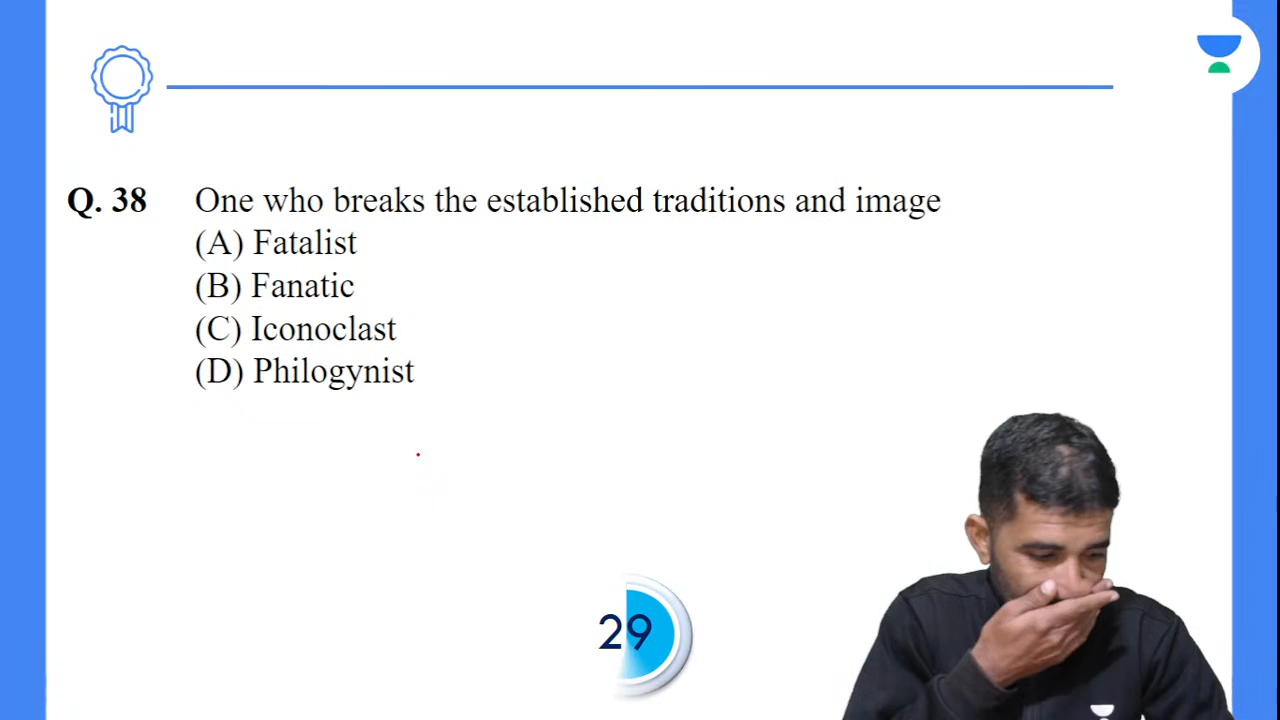 Q. 38 One who breaks the established traditions and image
(A) Fatalist
(B) Fanatic
(C) Iconoclast
(D) Philogynist
29